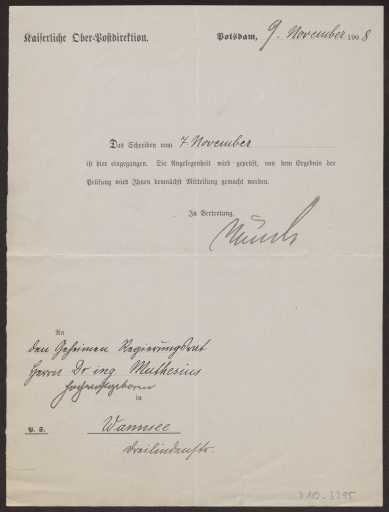 Kaiserliche Ober-Postdirektion.
Potsdam, 9. November 1908
Das Schreiben vom 7 November
ist hier eingegangen. Die Angelegenheit wird geprüft, von dem Ergebnis der
Prüfung wird Ihnen demnächst Mitteilung gemacht werden.
In Vertretung.
An
den Geheimen Regierungsrat
Herrn Dr ing Muthesius
Hochwohlgeboren
in
P. S. Wannsee
Dreilindenstr.